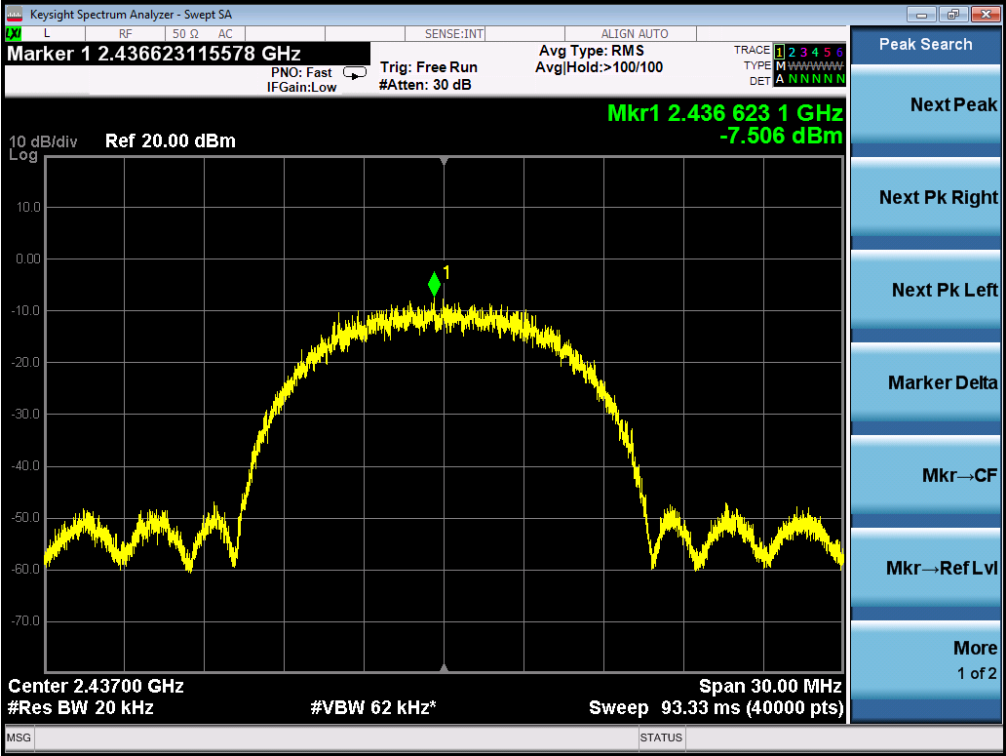 Keysight Spectrum Analyzer - Swept SA
LXI L RF 50 Ω AC SENSE:INT ALIGN AUTO
Marker 1 2.436623115578 GHz
PNO: Fast
IFGain:Low
Trig: Free Run
#Atten: 30 dB
Avg Type: RMS
Avg|Hold:>100/100
TRACE 1 2 3 4 5 6
TYPE M WWWWW
DET A N N N N N
Mkr1 2.436 623 1 GHz
-7.506 dBm
10 dB/div Ref 20.00 dBm
Log
10.0
0.00
-10.0
-20.0
-30.0
-40.0
-50.0
-60.0
-70.0
1
Center 2.43700 GHz Span 30.00 MHz
#Res BW 20 kHz #VBW 62 kHz* Sweep 93.33 ms (40000 pts)
MSG STATUS
Peak Search
Next Peak
Next Pk Right
Next Pk Left
Marker Delta
Mkr→CF
Mkr→Ref Lvl
More
1 of 2